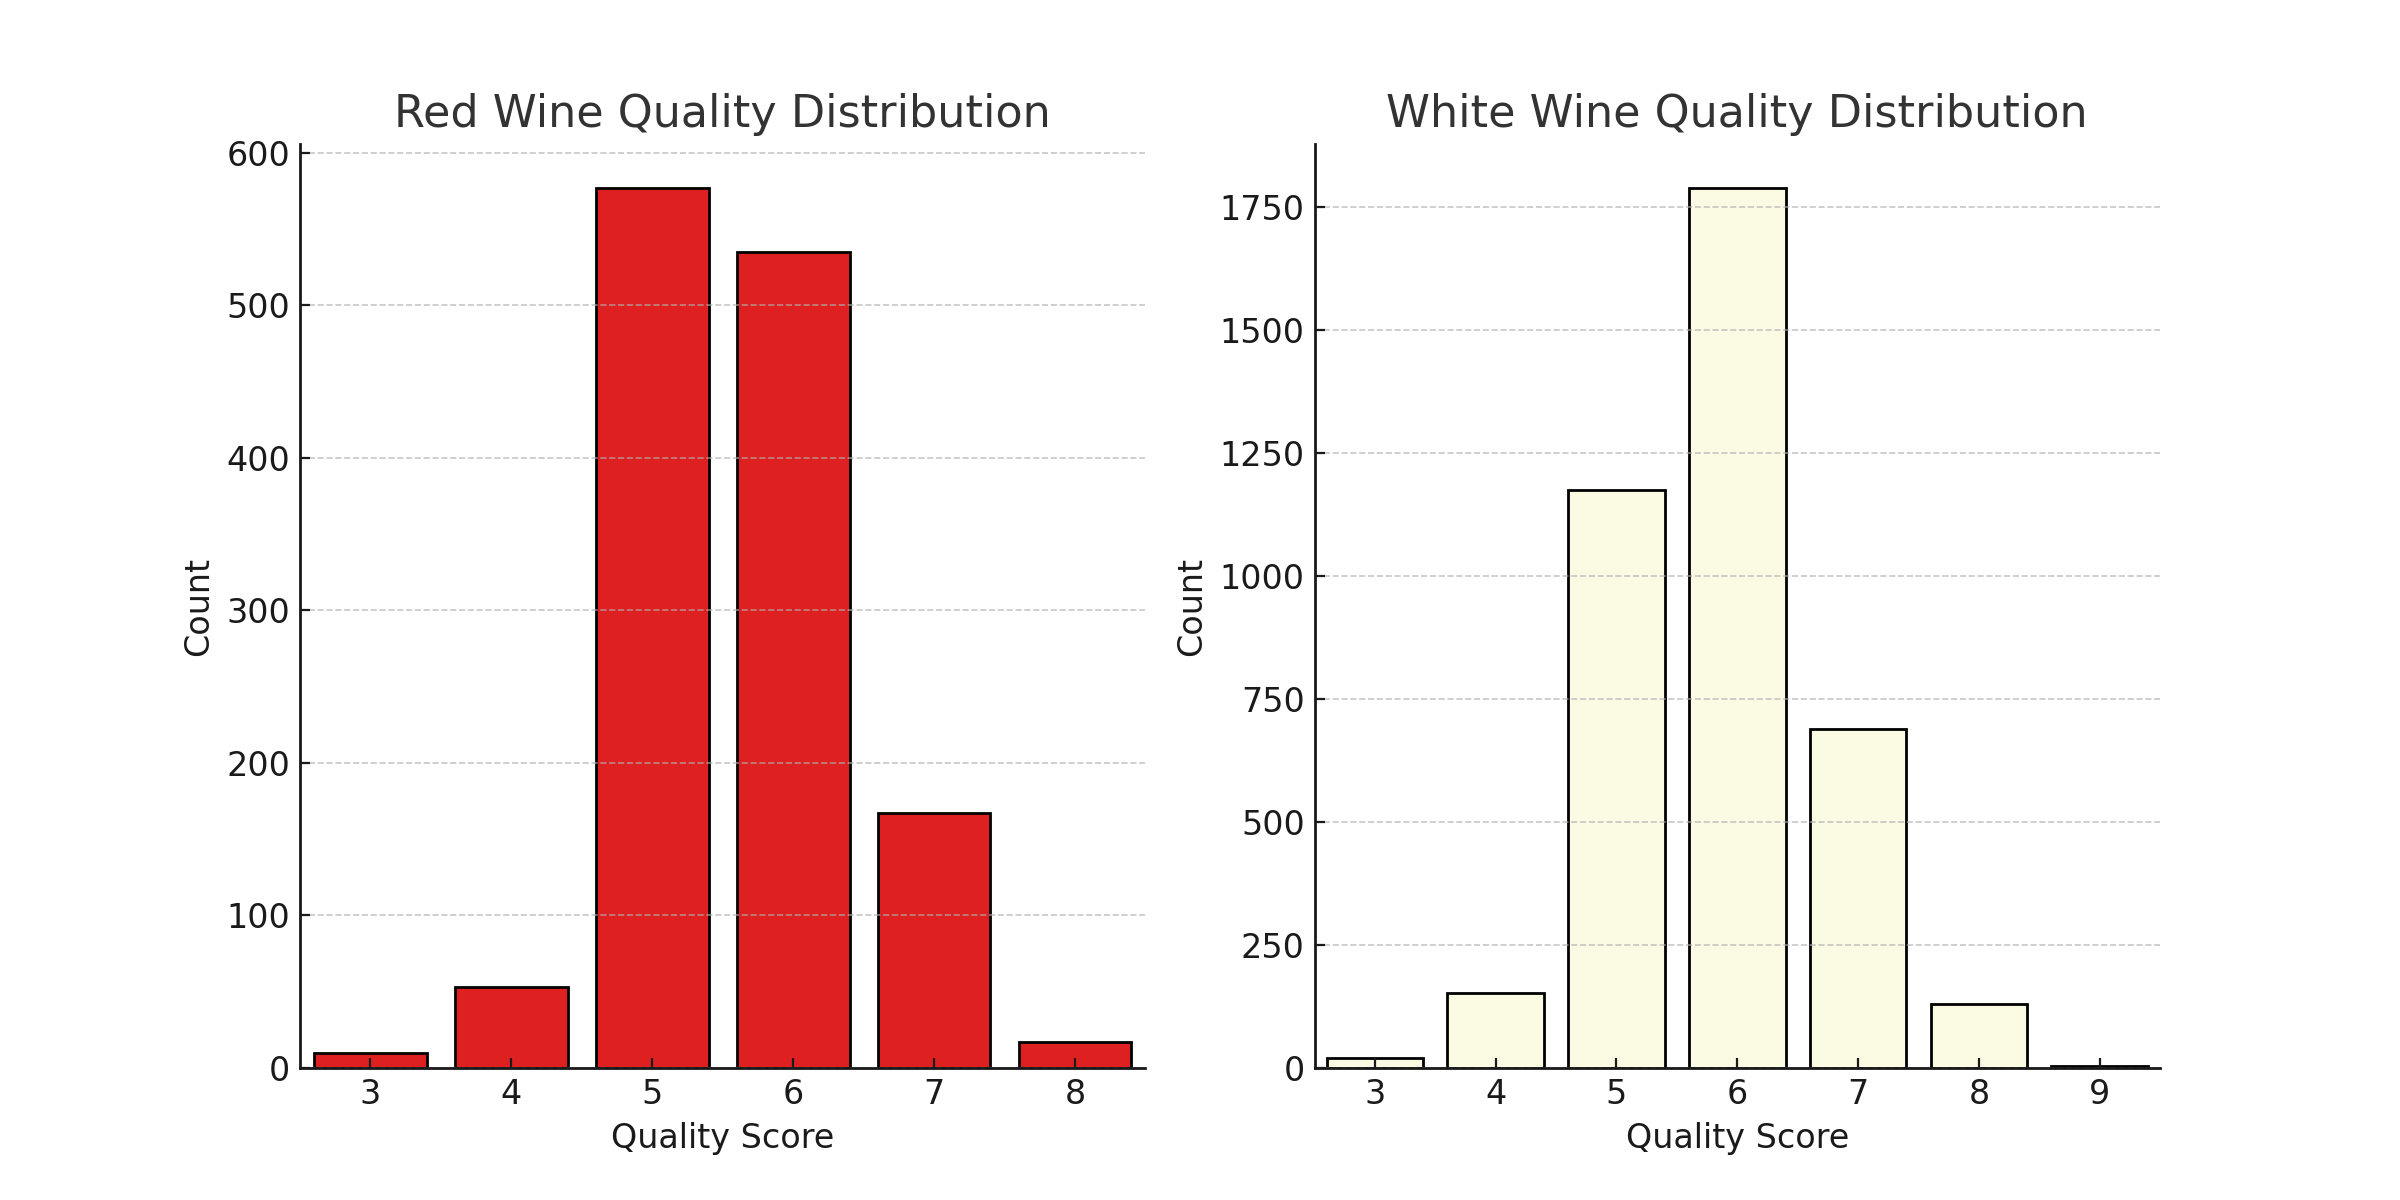 Red Wine Quality Distribution
600
500
400
300
200
100
0
Count
3 4 5 6 7 8
Quality Score
White Wine Quality Distribution
1750
1500
1250
1000
750
500
250
0
Count
3 4 5 6 7 8 9
Quality Score